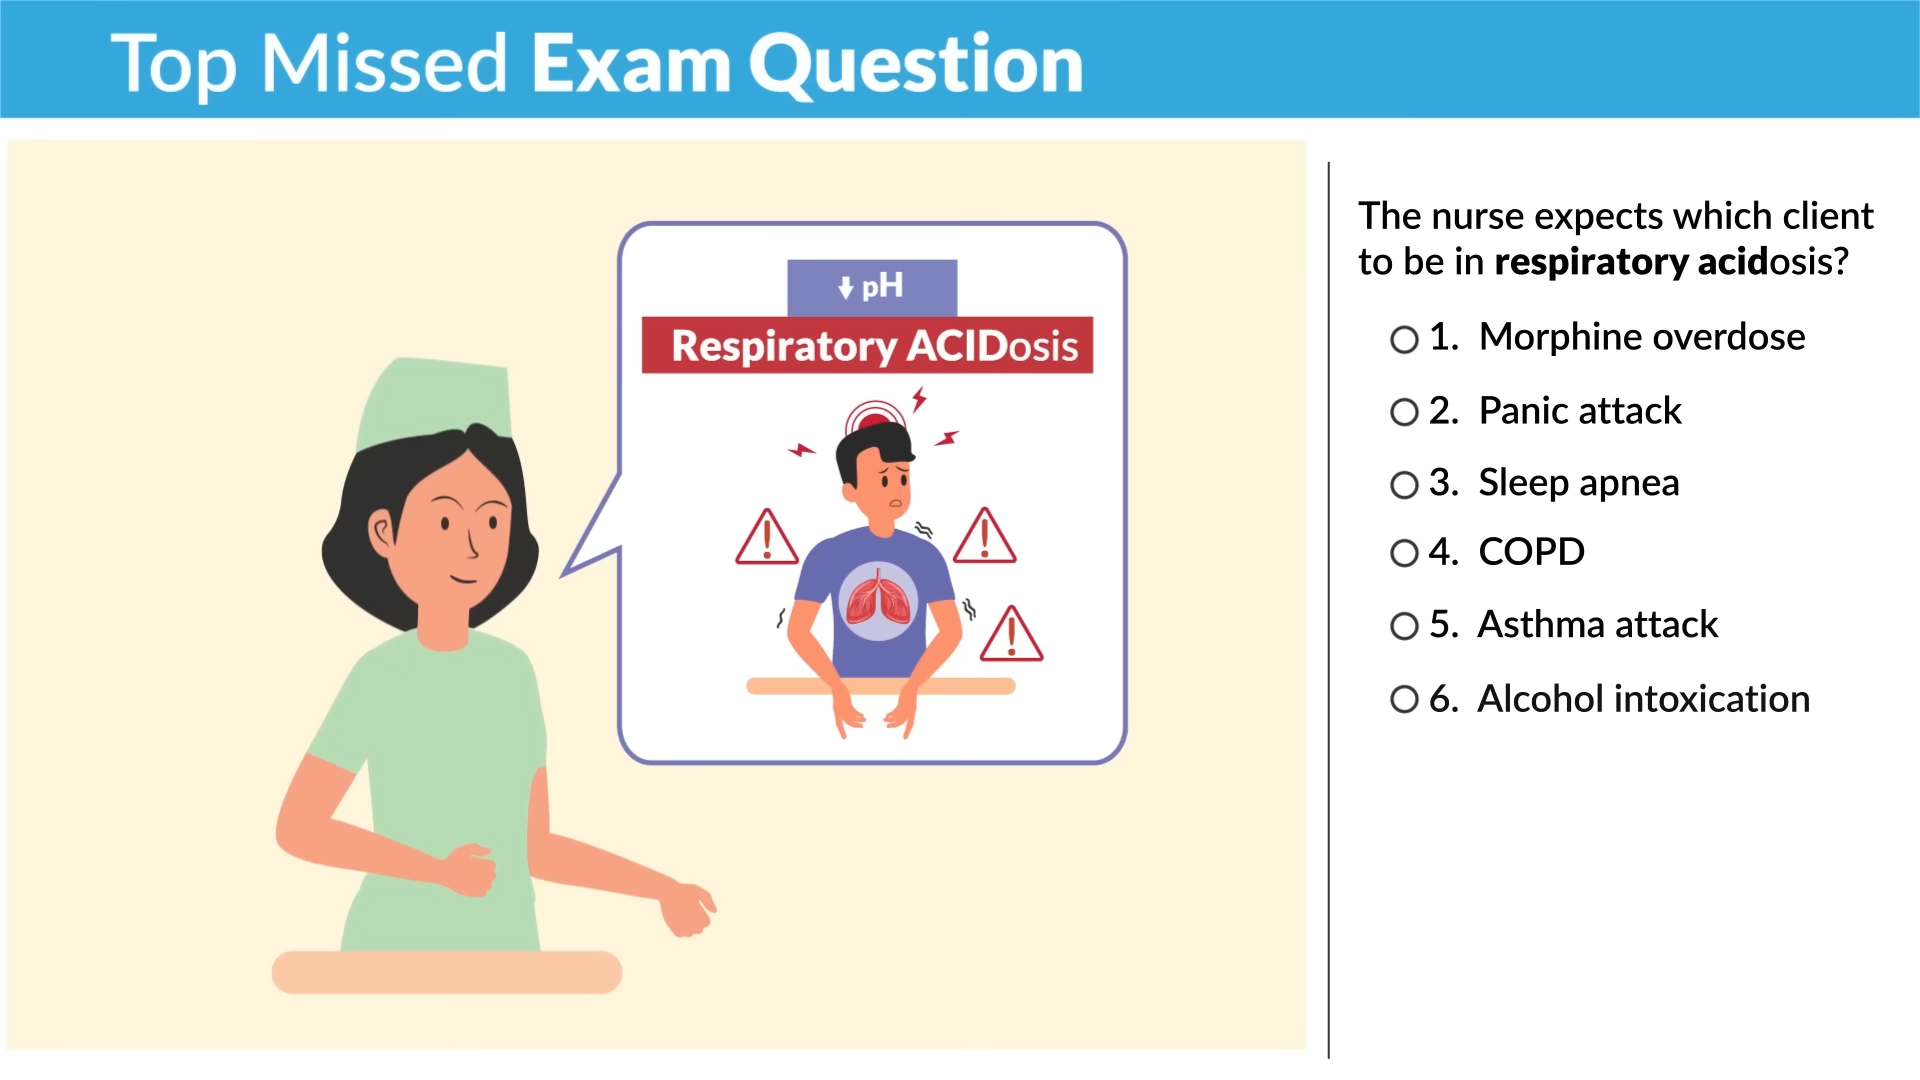 Top Missed Exam Question
↓ pH
Respiratory ACIDosis
The nurse expects which client
to be in respiratory acidosis?
1. Morphine overdose
2. Panic attack
3. Sleep apnea
4. COPD
5. Asthma attack
6. Alcohol intoxication